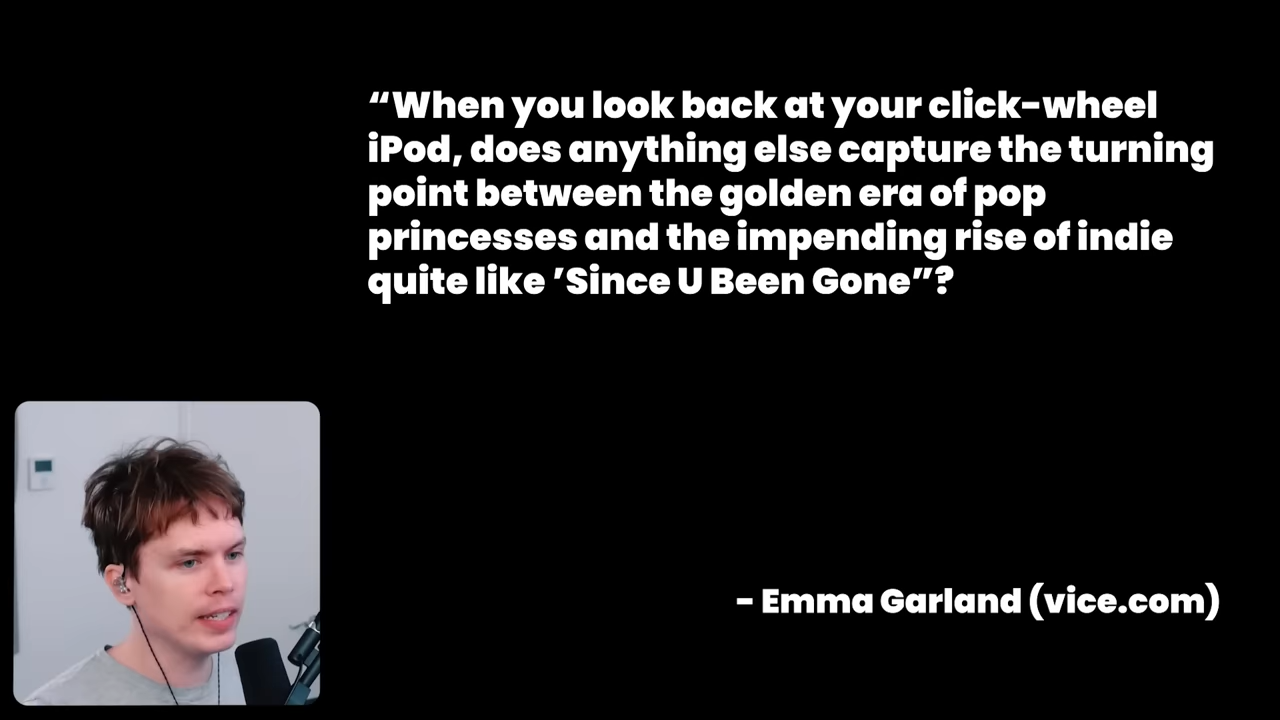 “When you look back at your click-wheel
iPod, does anything else capture the turning
point between the golden era of pop
princesses and the impending rise of indie
quite like ’Since U Been Gone”?
- Emma Garland (vice.com)